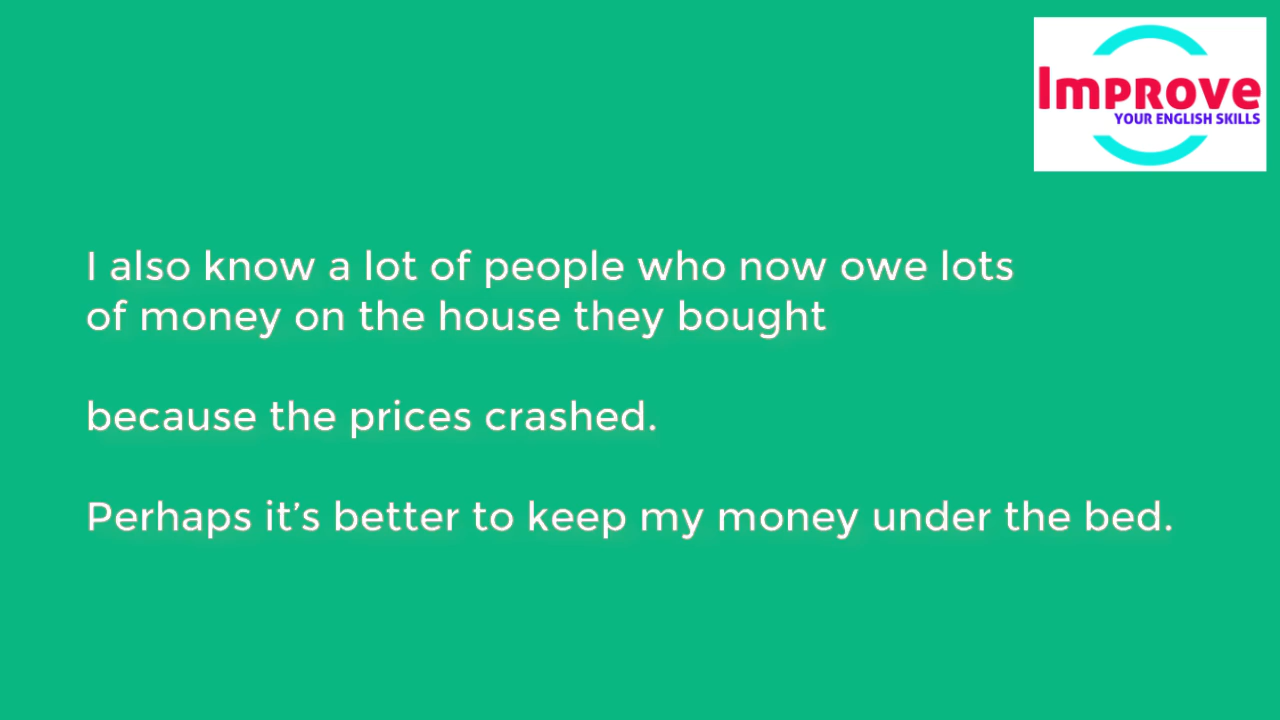 Improve
YOUR ENGLISH SKILLS
I also know a lot of people who now owe lots
of money on the house they bought
because the prices crashed.
Perhaps it’s better to keep my money under the bed.